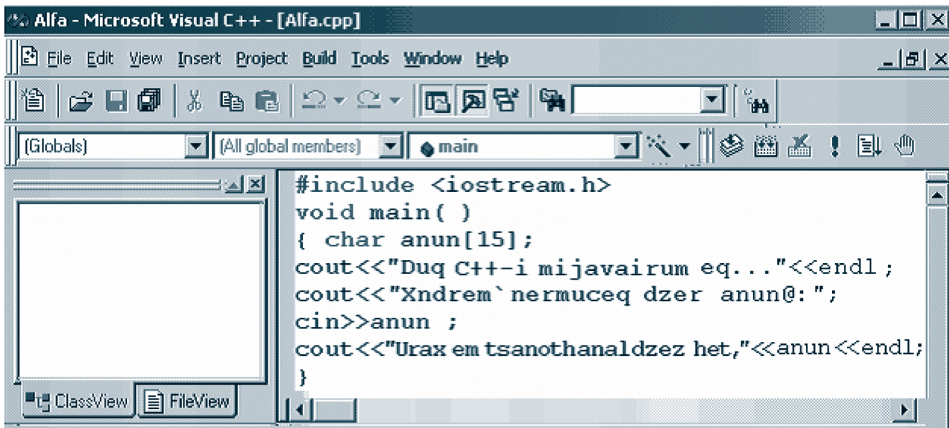 Alfa - Microsoft Visual C++ - [Alfa.cpp]
File Edit View Insert Project Build Tools Window Help
(Globals) (All global members) main
#include <iostream.h>
void main( )
{ char anun[15];
cout<<"Duq C++-i mijavairum eq..."<<endl;
cout<<"Xndrem`nermuceq dzer anun@:";
cin>>anun ;
cout<<"Urax em tsanothanaldzez het,"<<anun<<endl;
}
ClassView FileView